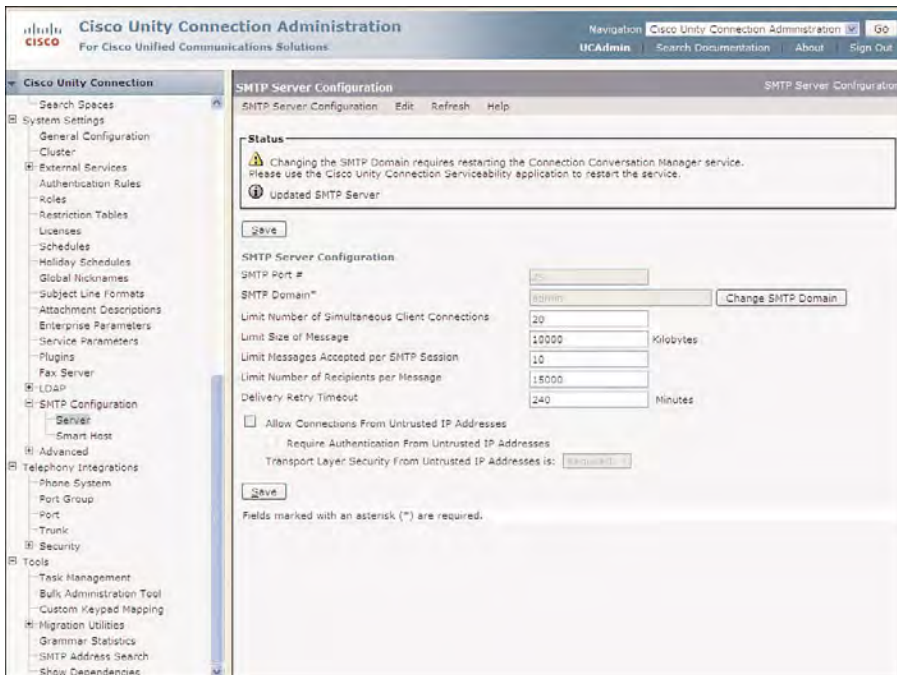 cisco
Cisco Unity Connection Administration
For Cisco Unified Communications Solutions
Navigation Cisco Unity Connection Administration Go
UCAdmin Search Documentation About Sign Out
Cisco Unity Connection
Search Spaces
System Settings
General Configuration
Cluster
External Services
Authentication Rules
Roles
Restriction Tables
Licenses
Schedules
Holiday Schedules
Global Nicknames
Subject Line Formats
Attachment Descriptions
Enterprise Parameters
Service Parameters
Plugins
Fax Server
LDAP
SMTP Configuration
Server
Smart Host
Advanced
Telephony Integrations
Phone System
Port Group
Port
Trunk
Security
Tools
Task Management
Bulk Administration Tool
Custom Keypad Mapping
Migration Utilities
Grammar Statistics
SMTP Address Search
Show Dependencies
SMTP Server Configuration
SMTP Server Configuration
SMTP Server Configuration Edit Refresh Help
Status
Changing the SMTP Domain requires restarting the Connection Conversation Manager service.
Please use the Cisco Unity Connection Serviceability application to restart the service.
Updated SMTP Server
Save
SMTP Server Configuration
SMTP Port # 25
SMTP Domain* Change SMTP Domain
Limit Number of Simultaneous Client Connections 20
Limit Size of Message 10000 Kilobytes
Limit Messages Accepted per SMTP Session 10
Limit Number of Recipients per Message 15000
Delivery Retry Timeout 240 Minutes
Allow Connections From Untrusted IP Addresses
Require Authentication From Untrusted IP Addresses
Transport Layer Security From Untrusted IP Addresses is: Required
Save
Fields marked with an asterisk (*) are required.